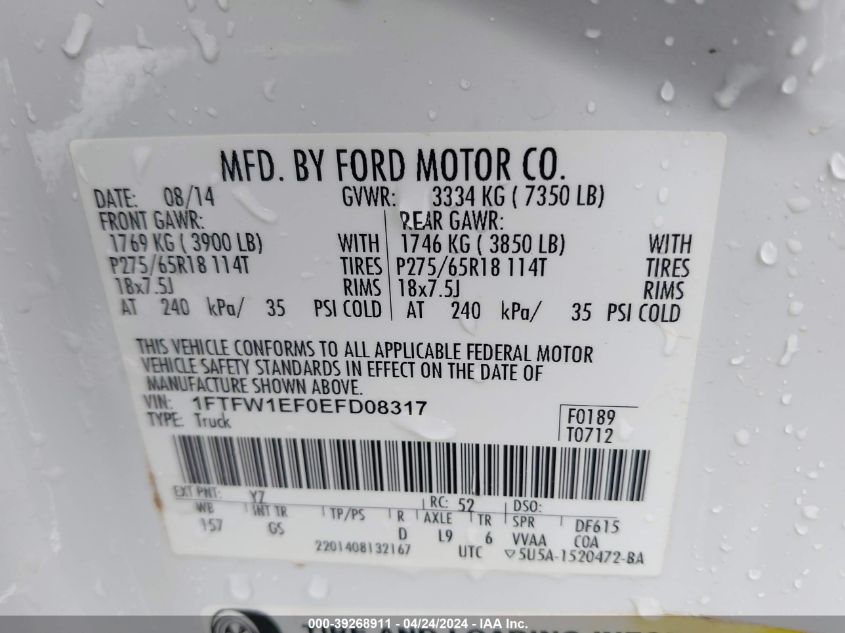 MFD. BY FORD MOTOR CO.
DATE: 08/14 GVWR: 3334 KG ( 7350 LB)
FRONT GAWR: REAR GAWR:
1769 KG ( 3900 LB) WITH 1746 KG ( 3850 LB) WITH
P275/65R18 114T TIRES P275/65R18 114T TIRES
18x7.5J RIMS 18x7.5J RIMS
AT 240 kPa/ 35 PSI COLD AT 240 kPa/ 35 PSI COLD
THIS VEHICLE CONFORMS TO ALL APPLICABLE FEDERAL MOTOR
VEHICLE SAFETY STANDARDS IN EFFECT ON THE DATE OF
MANUFACTURE SHOWN ABOVE.
VIN: 1FTFW1EF0EFD08317 F0189
TYPE: Truck T0712
EXT PNT: YZ RC: 52 DSO:
WB INT TR TP/PS R AXLE TR SPR DF615
157 GS D L9 6 VVAA COA
2201408132167 UTC ▽5U5A-1520472-BA
000-39268911 - 04/24/2024 - IAA Inc.
TIRE AND LOADING